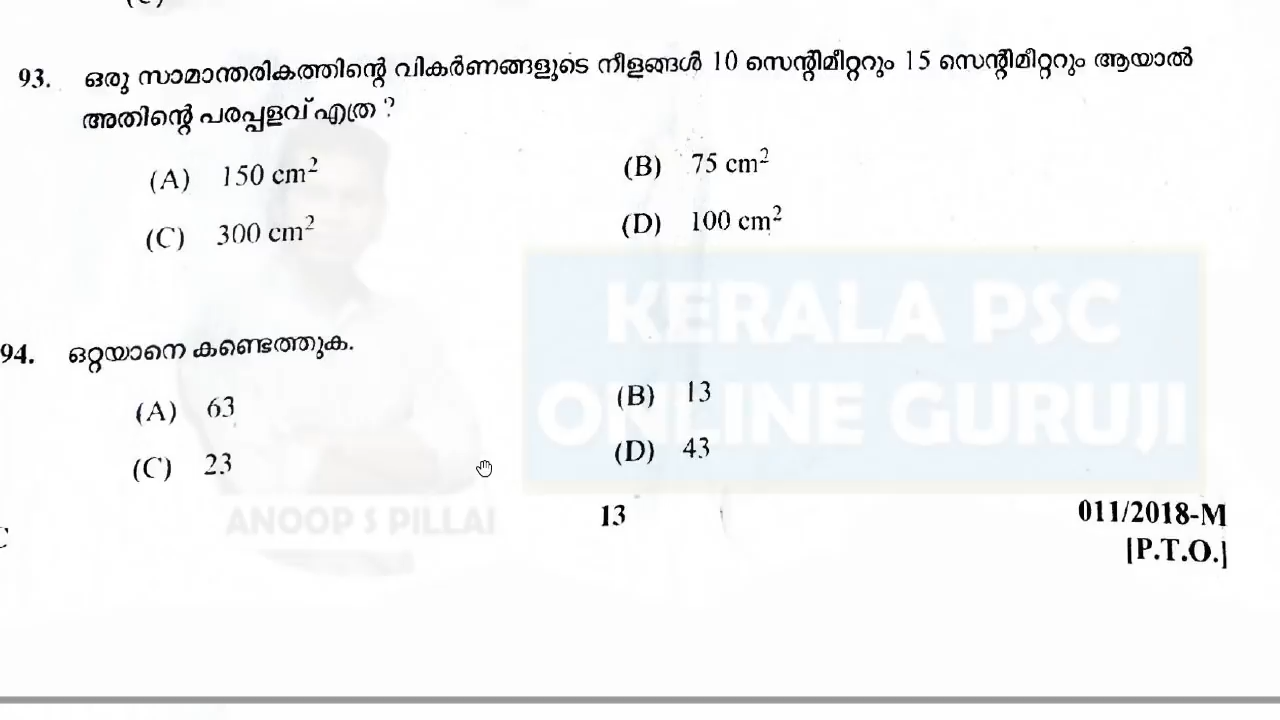 93. ഒരു സാമാന്തരികത്തിന്റെ വികർണങ്ങളുടെ നീളങ്ങൾ 10 സെന്റീമീറ്ററും 15 സെന്റീമീറ്ററും ആയാൽ
അതിന്റെ പരപ്പളവ് എത്ര ?
(A) 150 cm²
(B) 75 cm²
(C) 300 cm²
(D) 100 cm²
KERALA PSC
ONLINE GURUJI
94. ഒറ്റയാനെ കണ്ടെത്തുക.
(A) 63
(B) 13
(C) 23
(D) 43
ANOOP S PILLAI
13
011/2018-M
[P.T.O.]